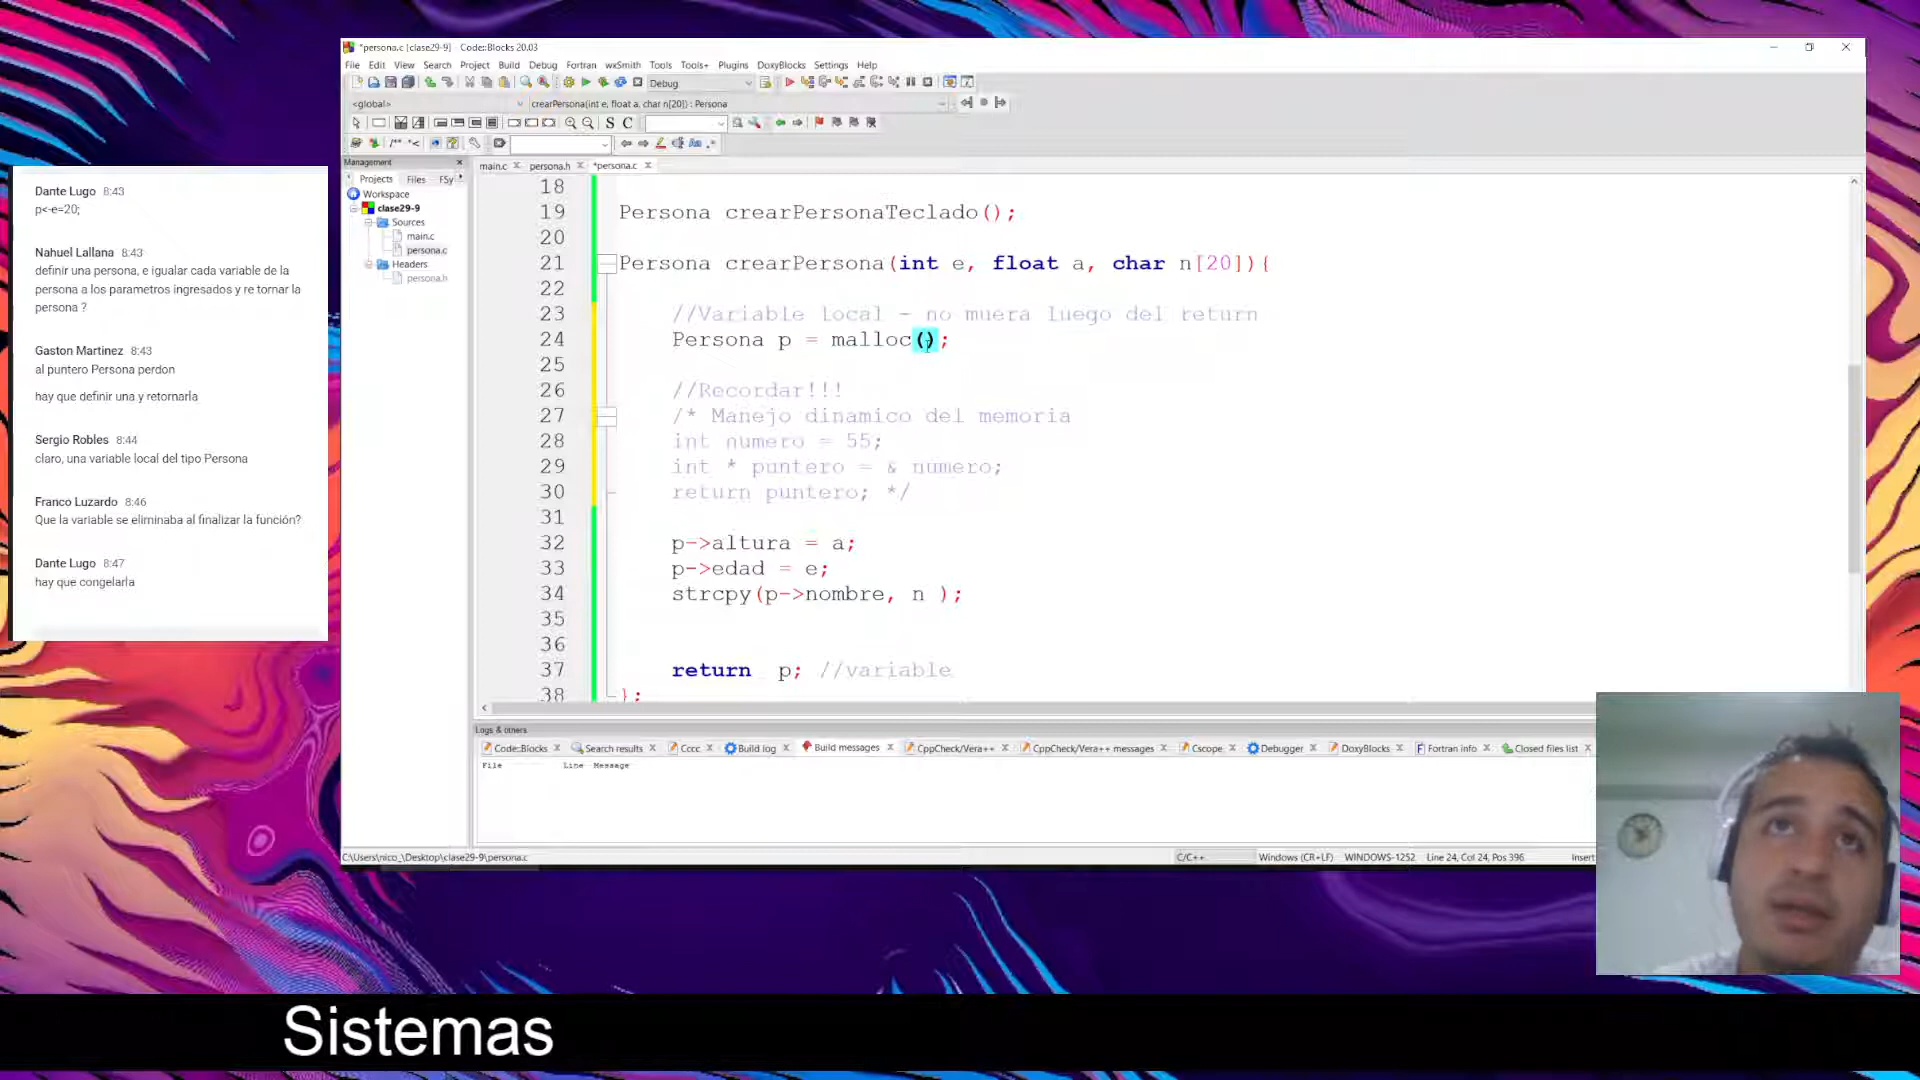 Dante Lugo 8:43
p<-e=20;
Nahuel Lallana 8:43
definir una persona, e igualar cada variable de la
persona a los parametros ingresados y re tornar la
persona ?
Gaston Martinez 8:43
al puntero Persona perdon
hay que definir una y retornarla
Sergio Robles 8:44
claro, una variable local del tipo Persona
Franco Luzardo 8:46
Que la variable se eliminaba al finalizar la función?
Dante Lugo 8:47
hay que congelarla
*persona.c [clase29-9] - Code::Blocks 20.03
File Edit View Search Project Build Debug Fortran wxSmith Tools Tools+ Plugins DoxyBlocks Settings Help
Debug
<global> crearPersona(int e, float a, char n[20]) : Persona
S C
/** *<
Management
Projects Files FSy
Workspace
clase29-9
Sources
main.c
persona.c
Headers
persona.h
main.c persona.h *persona.c
18
19 Persona crearPersonaTeclado();
20
21 Persona crearPersona(int e, float a, char n[20]){
22
23 //Variable local - no muera luego del return
24 Persona p = malloc();
25
26 //Recordar!!!
27 /* Manejo dinamico del memoria
28 int numero = 55;
29 int * puntero = & numero;
30 return puntero; */
31
32 p->altura = a;
33 p->edad = e;
34 strcpy(p->nombre, n );
35
36
37 return p; //variable
38 };
Logs & others
Code::Blocks Search results Cccc Build log Build messages CppCheck/Vera++ CppCheck/Vera++ messages Cscope Debugger DoxyBlocks Fortran info Closed files list
File Line Message
C:\Users\nico_\Desktop\clase29-9\persona.c C/C++ Windows (CR+LF) WINDOWS-1252 Line 24, Col 24, Pos 396 Insert
Sistemas